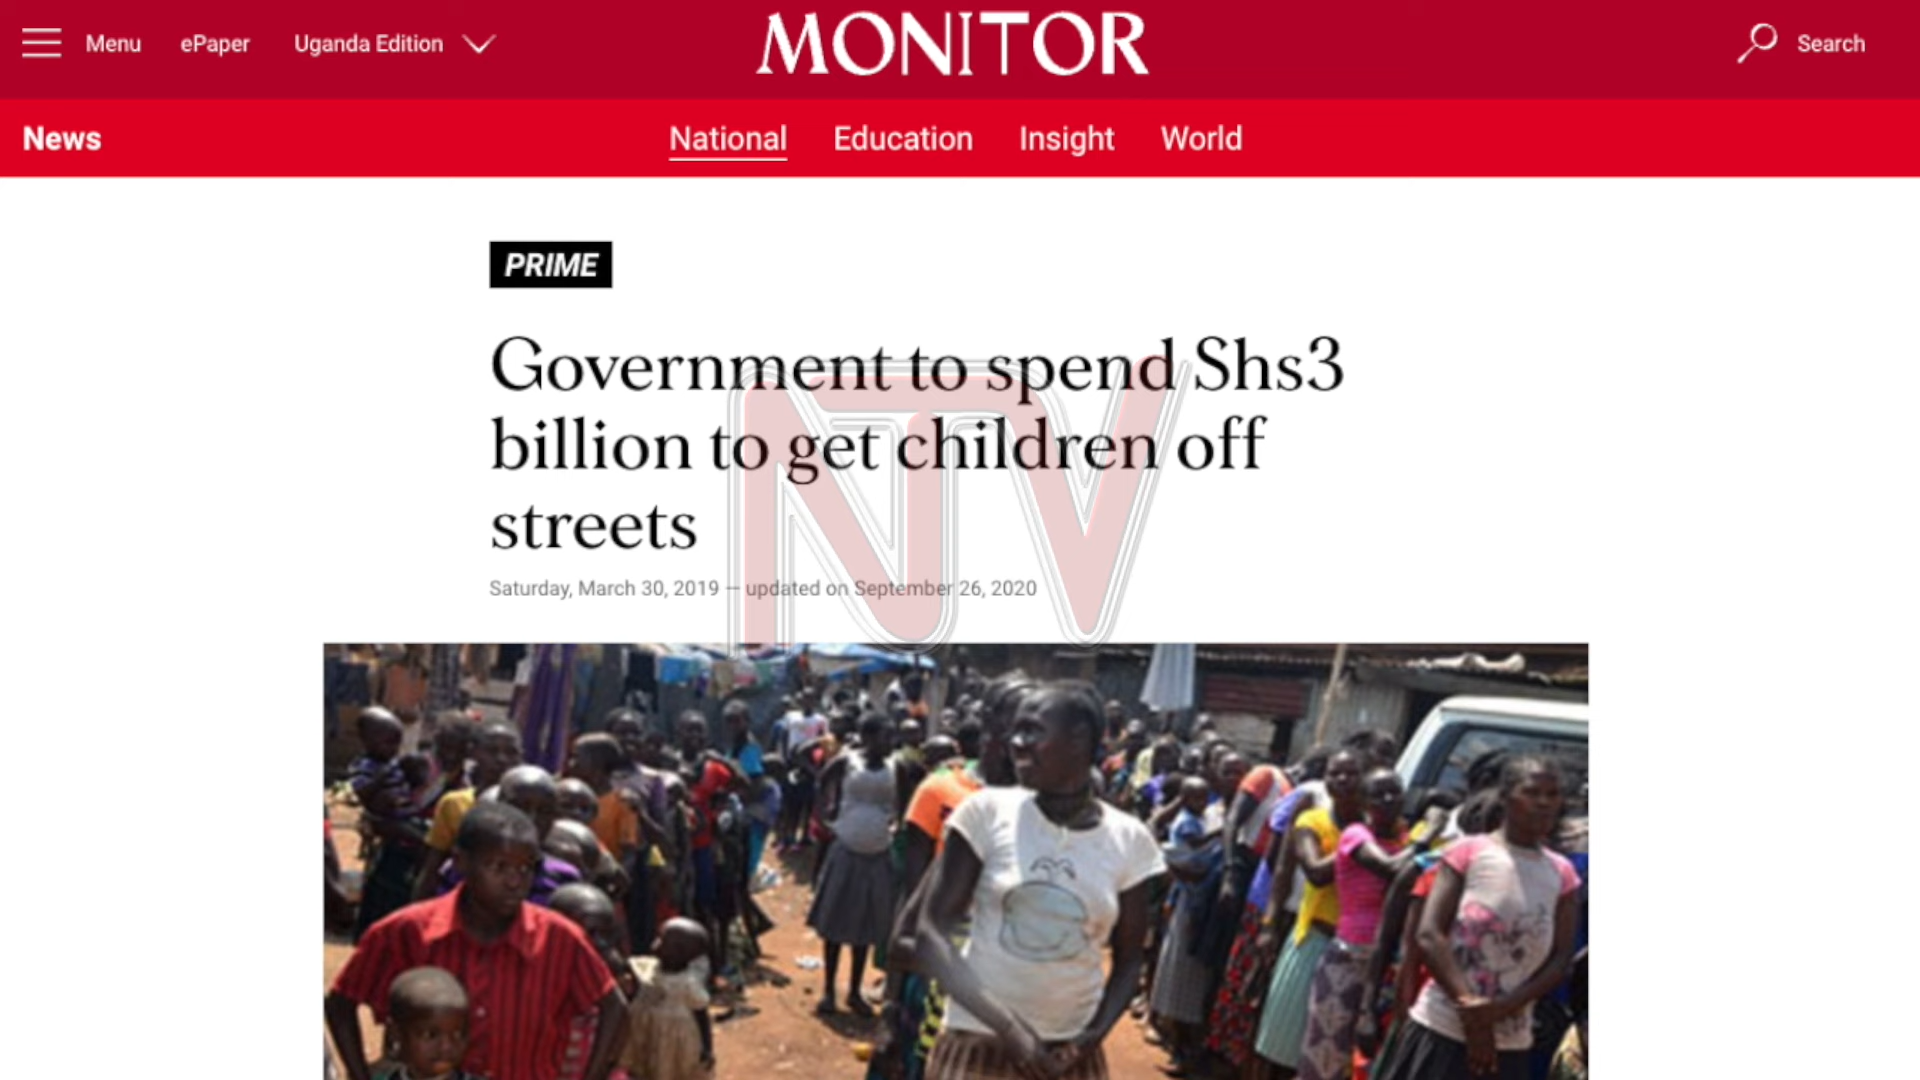 Menu ePaper Uganda Edition MONITOR Search
News National Education Insight World
PRIME
Government to spend Shs3
billion to get children off
streets
Saturday, March 30, 2019 — updated on September 26, 2020
NTV